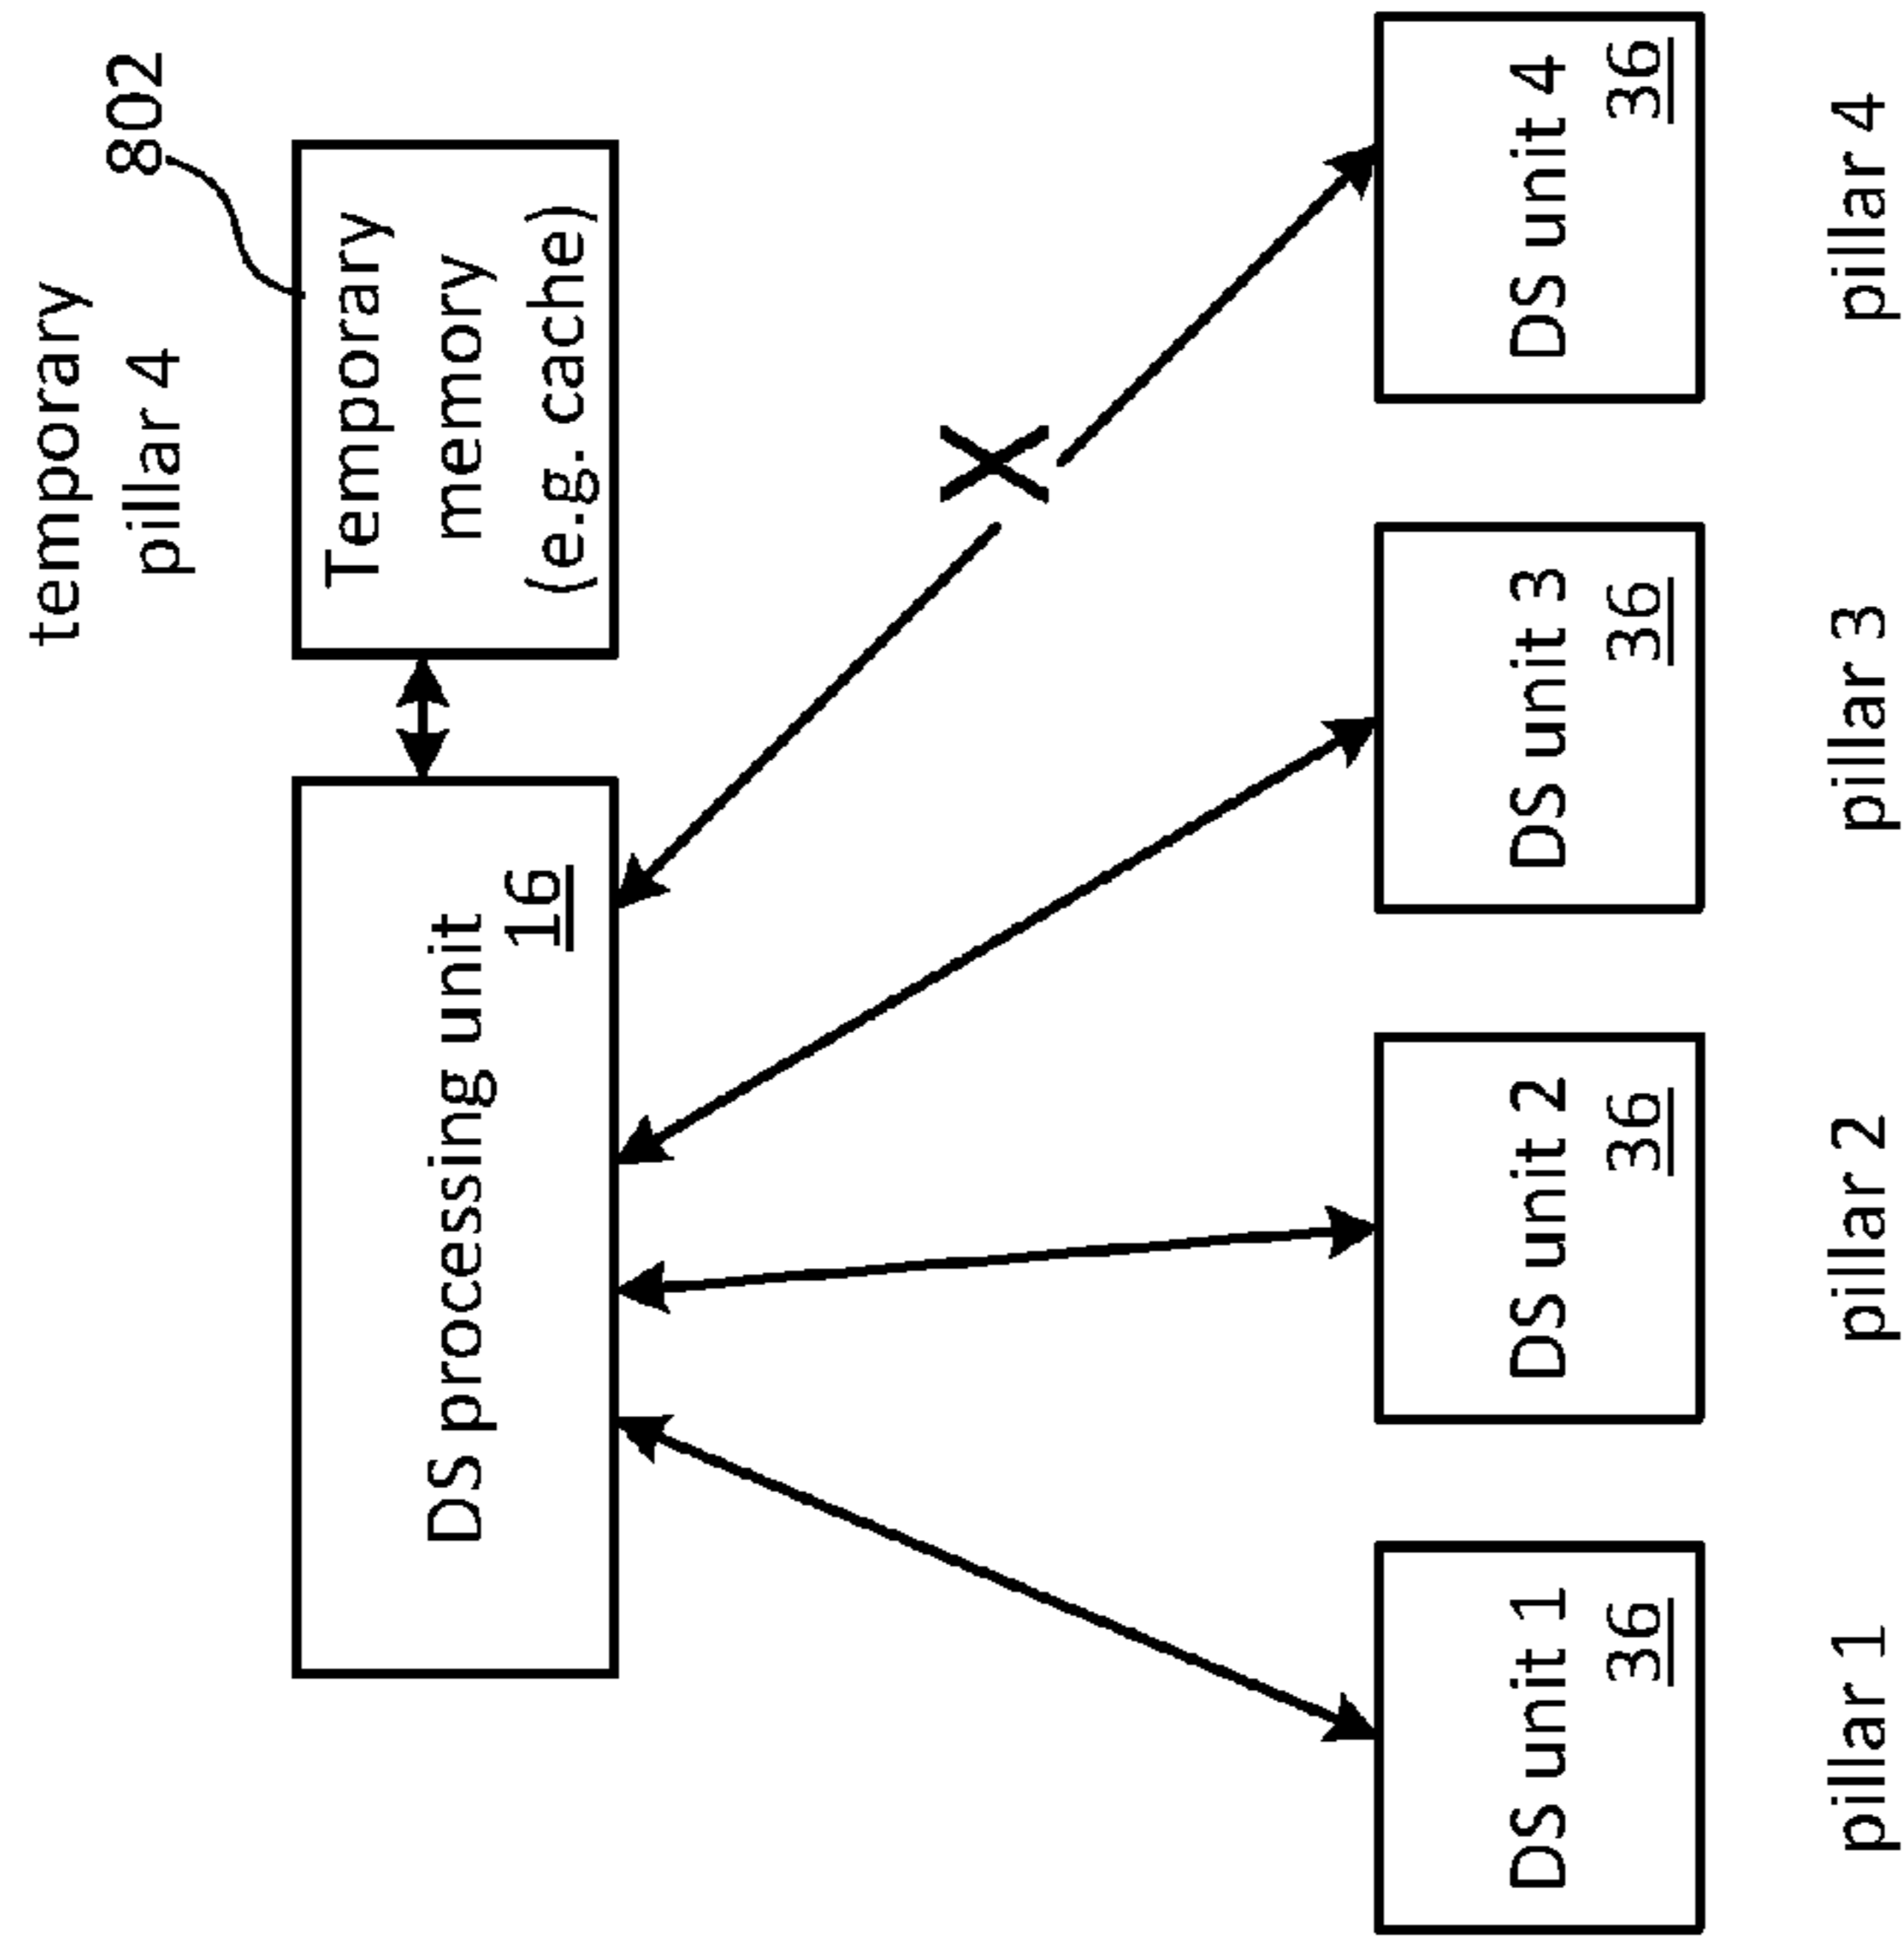 temporary
pillar 4
802
DS processing unit
16
Temporary
memory
(e.g. cache)
X
DS unit 1
36
DS unit 2
36
DS unit 3
36
DS unit 4
36
pillar 1
pillar 2
pillar 3
pillar 4